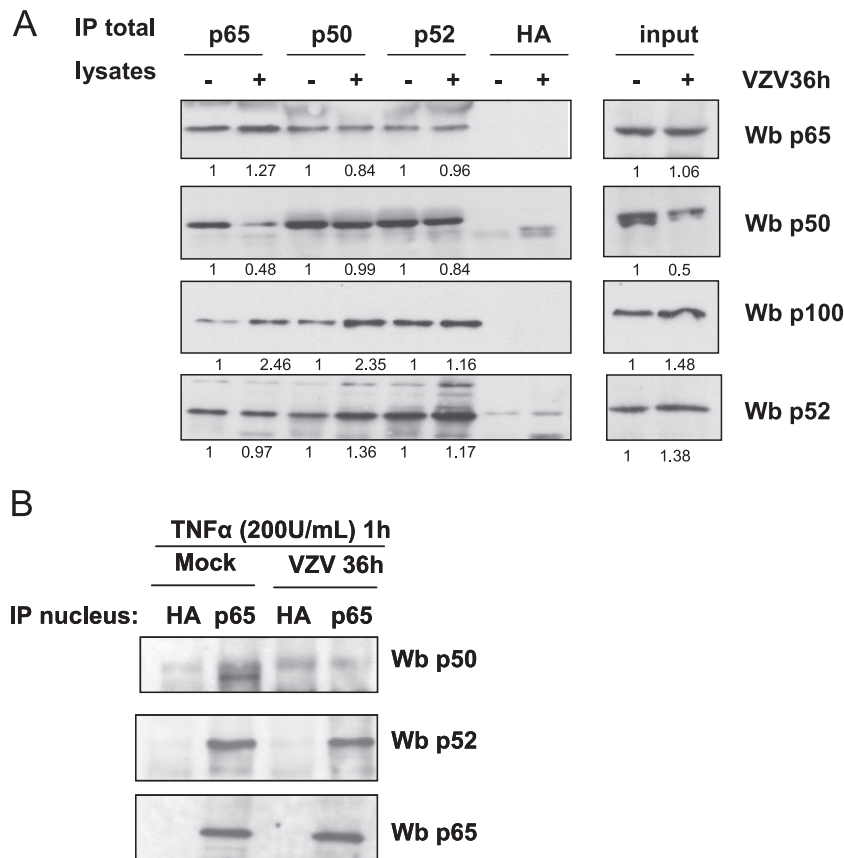 A
IP total lysates
p65 p50 p52 HA input
- + - + - + - + - + VZV36h
Wb p65
1 1.27 1 0.84 1 0.96 1 1.06
Wb p50
1 0.48 1 0.99 1 0.84 1 0.5
Wb p100
1 2.46 1 2.35 1 1.16 1 1.48
Wb p52
1 0.97 1 1.36 1 1.17 1 1.38
B
TNFα (200U/mL) 1h
Mock VZV 36h
IP nucleus: HA p65 HA p65
Wb p50
Wb p52
Wb p65